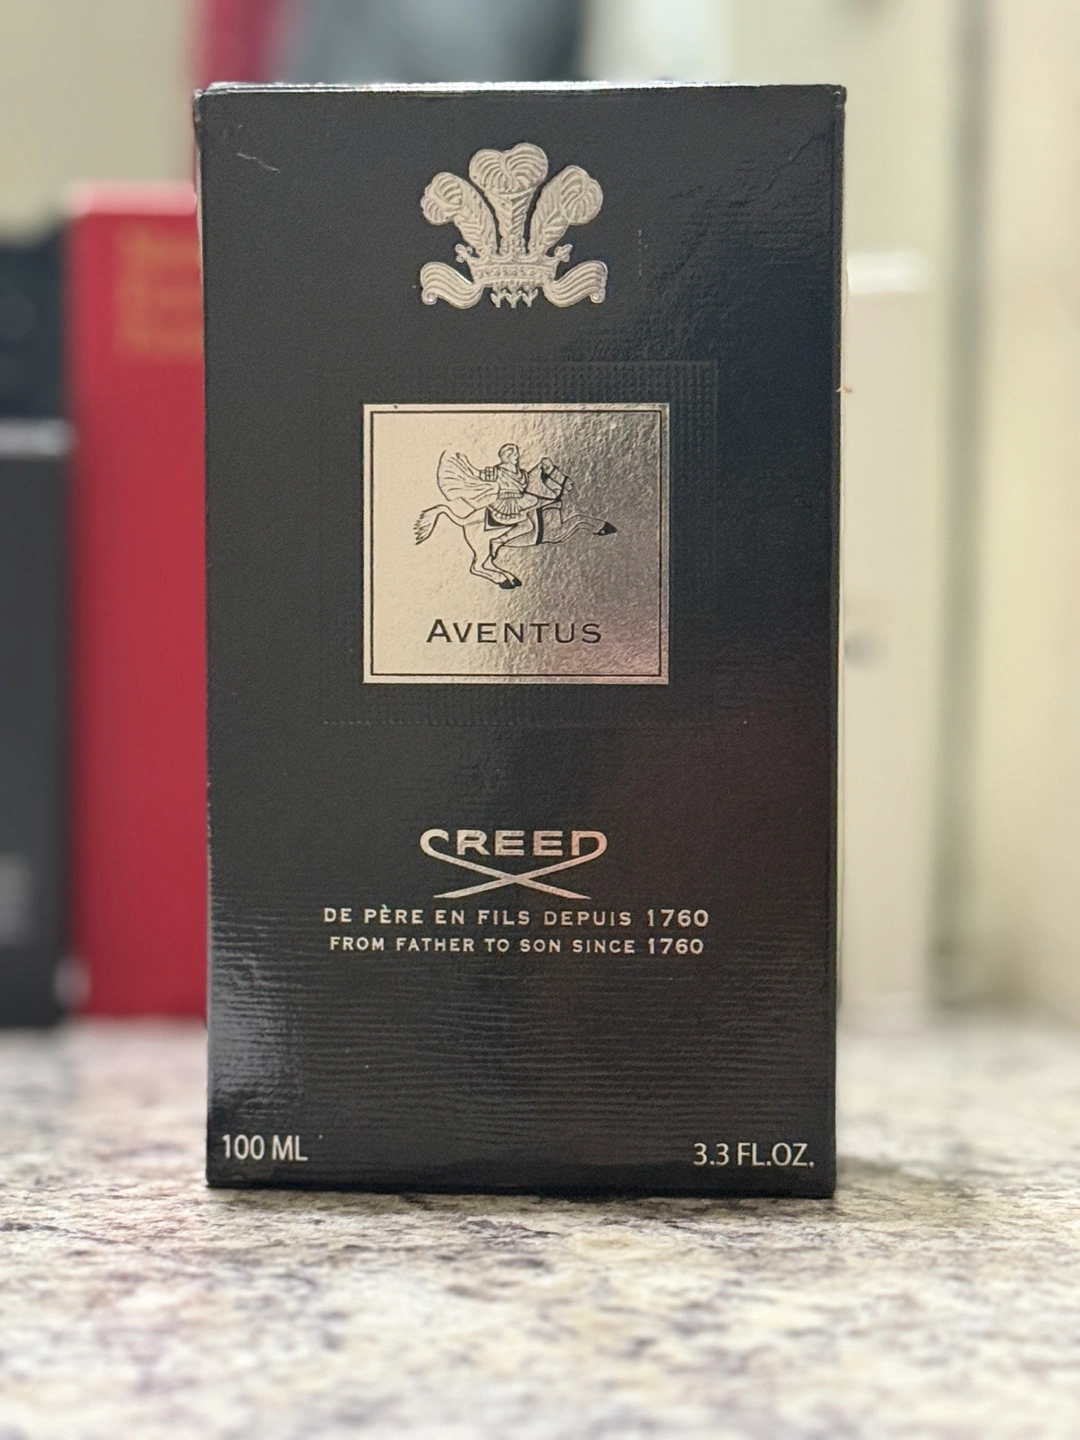 AVENTUS
CREED
DE PÈRE EN FILS DEPUIS 1760
FROM FATHER TO SON SINCE 1760
100 ML
3.3 FL.OZ.